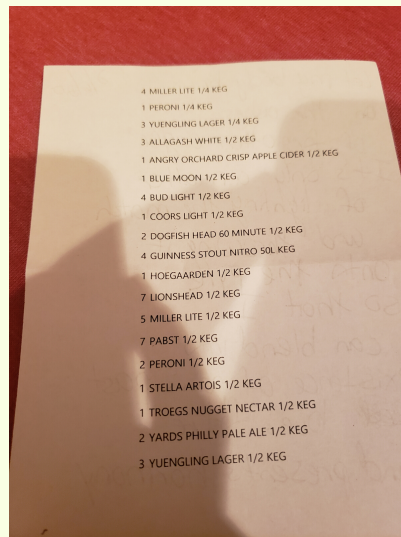 4 MILLER LITE 1/4 KEG
1 PERONI 1/4 KEG
3 YUENGLING LAGER 1/4 KEG
3 ALLAGASH WHITE 1/2 KEG
1 ANGRY ORCHARD CRISP APPLE CIDER 1/2 KEG
1 BLUE MOON 1/2 KEG
4 BUD LIGHT 1/2 KEG
1 COORS LIGHT 1/2 KEG
2 DOGFISH HEAD 60 MINUTE 1/2 KEG
4 GUINNESS STOUT NITRO 50L KEG
1 HOEGAARDEN 1/2 KEG
7 LIONSHEAD 1/2 KEG
5 MILLER LITE 1/2 KEG
7 PABST 1/2 KEG
2 PERONI 1/2 KEG
1 STELLA ARTOIS 1/2 KEG
1 TROEGS NUGGET NECTAR 1/2 KEG
2 YARDS PHILLY PALE ALE 1/2 KEG
3 YUENGLING LAGER 1/2 KEG